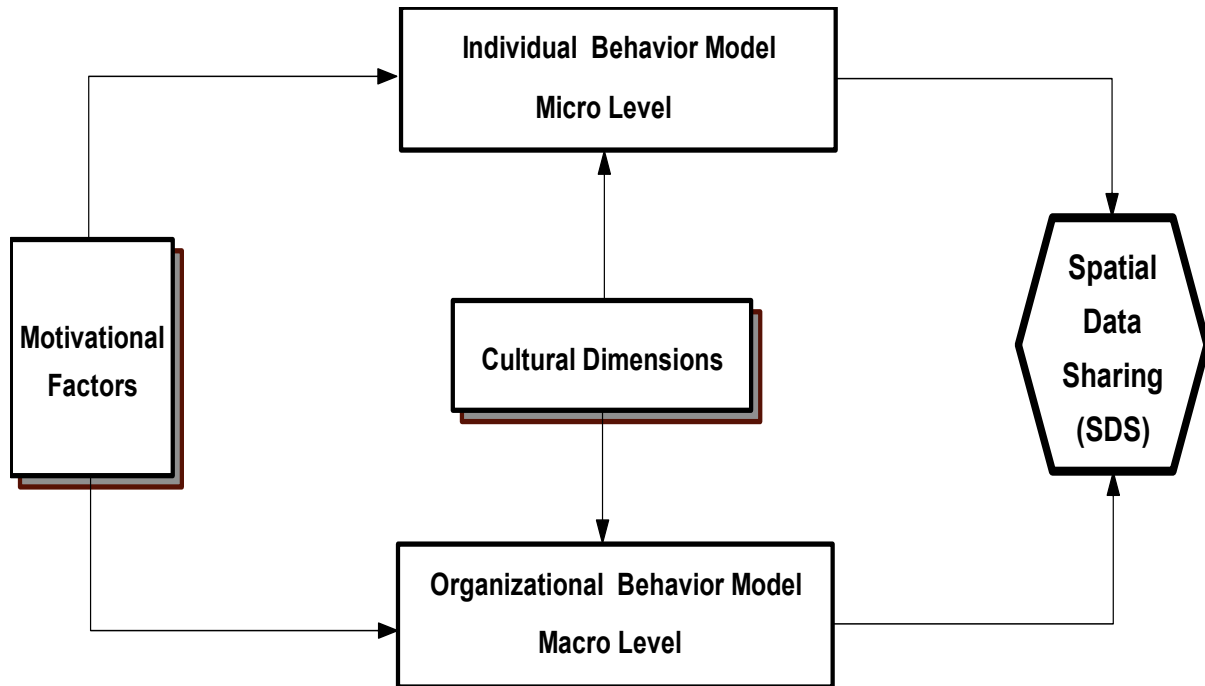 Individual Behavior Model
Micro Level
Motivational
Factors
Cultural Dimensions
Spatial
Data
Sharing
(SDS)
Organizational Behavior Model
Macro Level